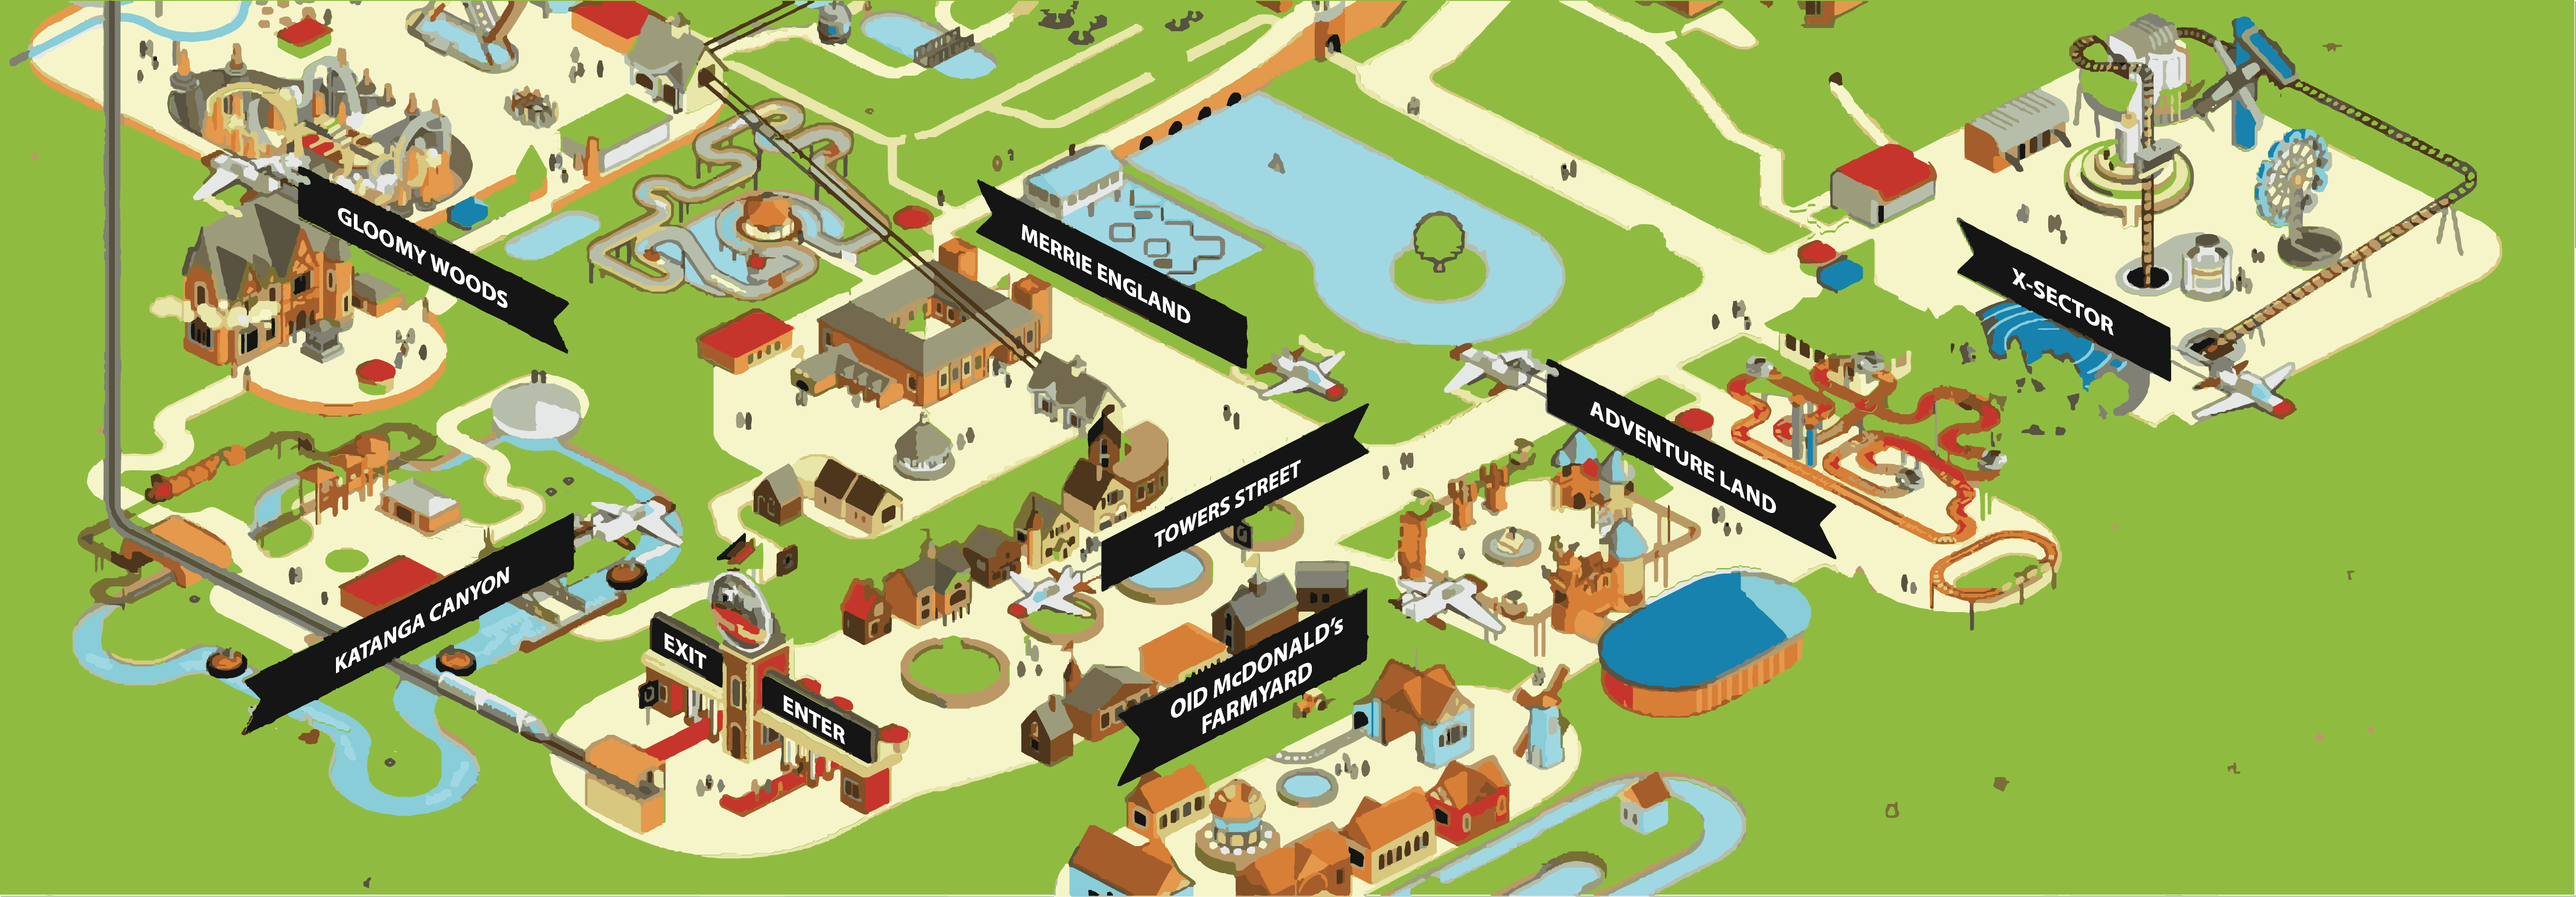 GLOOMY WOODS
MERRIE ENGLAND
X-SECTOR
ADVENTURE LAND
TOWERS STREET
KATANGA CANYON
EXIT
ENTER
OlD McDONALD's
FARMYARD